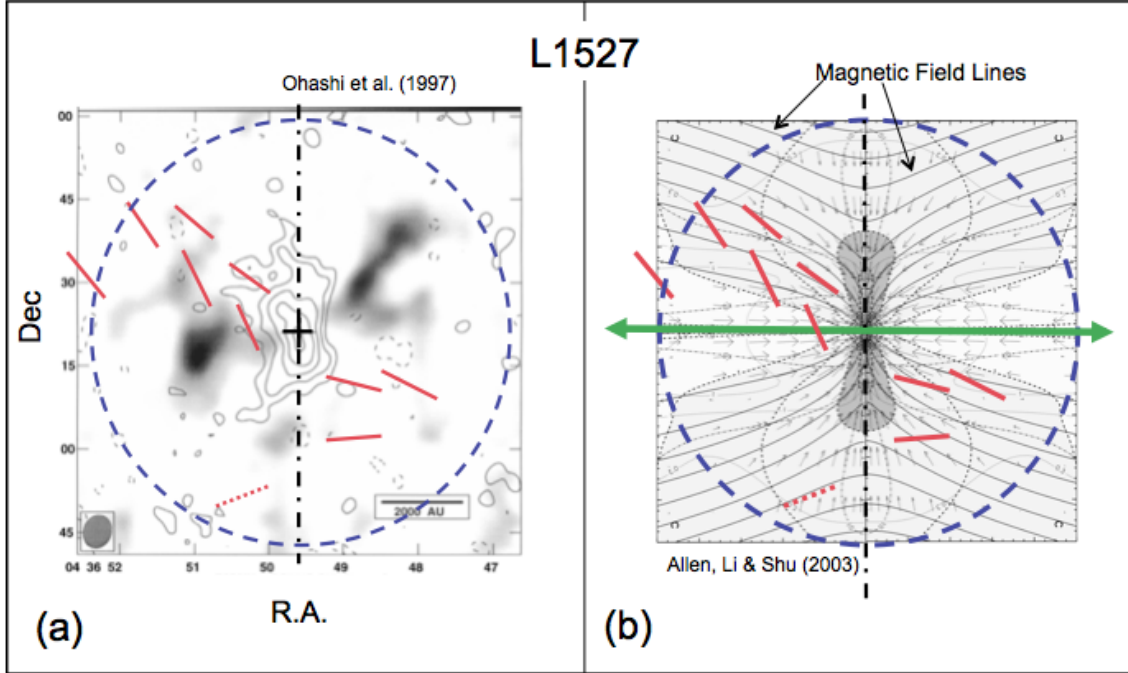 L1527
Ohashi et al. (1997)
00
45
30
15
00
45
Dec
2000 AU
04 36 52 51 50 49 48 47
R.A.
(a)
Magnetic Field Lines
Allen, Li & Shu (2003)
(b)